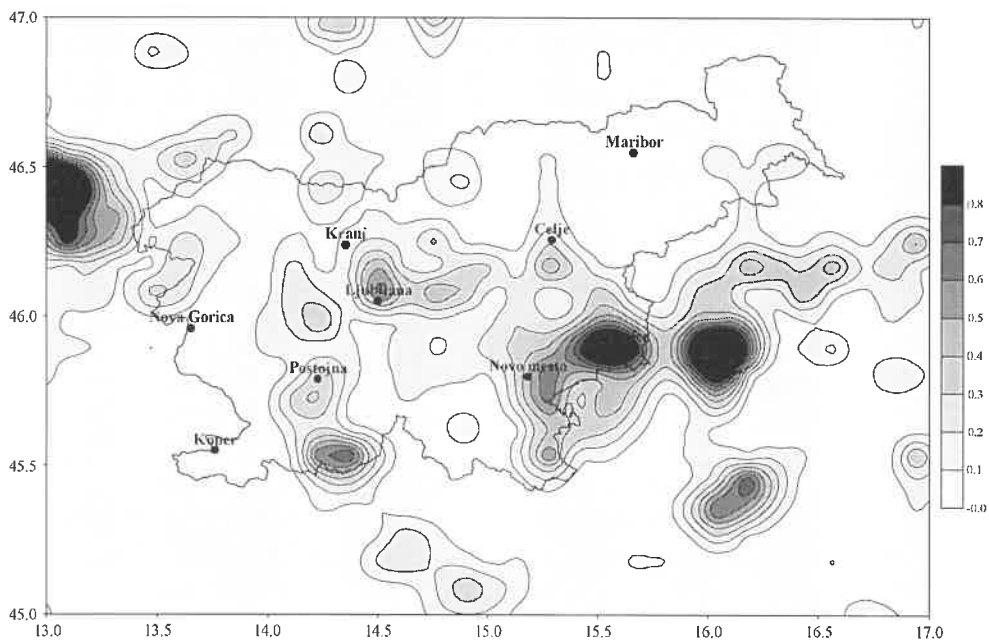 47.0
46.5
46.0
45.5
45.0
13.0 13.5 14.0 14.5 15.0 15.5 16.0 16.5 17.0
Maribor
Kranj
Celje
Ljubljana
Nova Gorica
Postojna
Novo mesto
Koper
0.8
0.7
0.6
0.5
0.4
0.3
0.2
0.1
-0.0